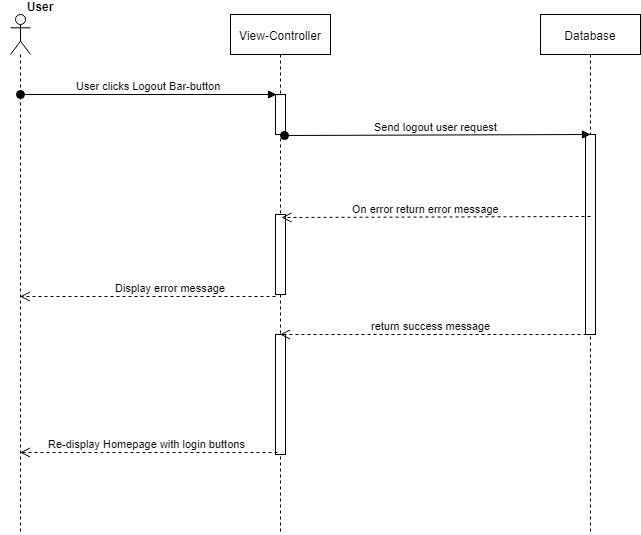 User
View-Controller
Database
User clicks Logout Bar-button
Send logout user request
On error return error message
Display error message
return success message
Re-display Homepage with login buttons